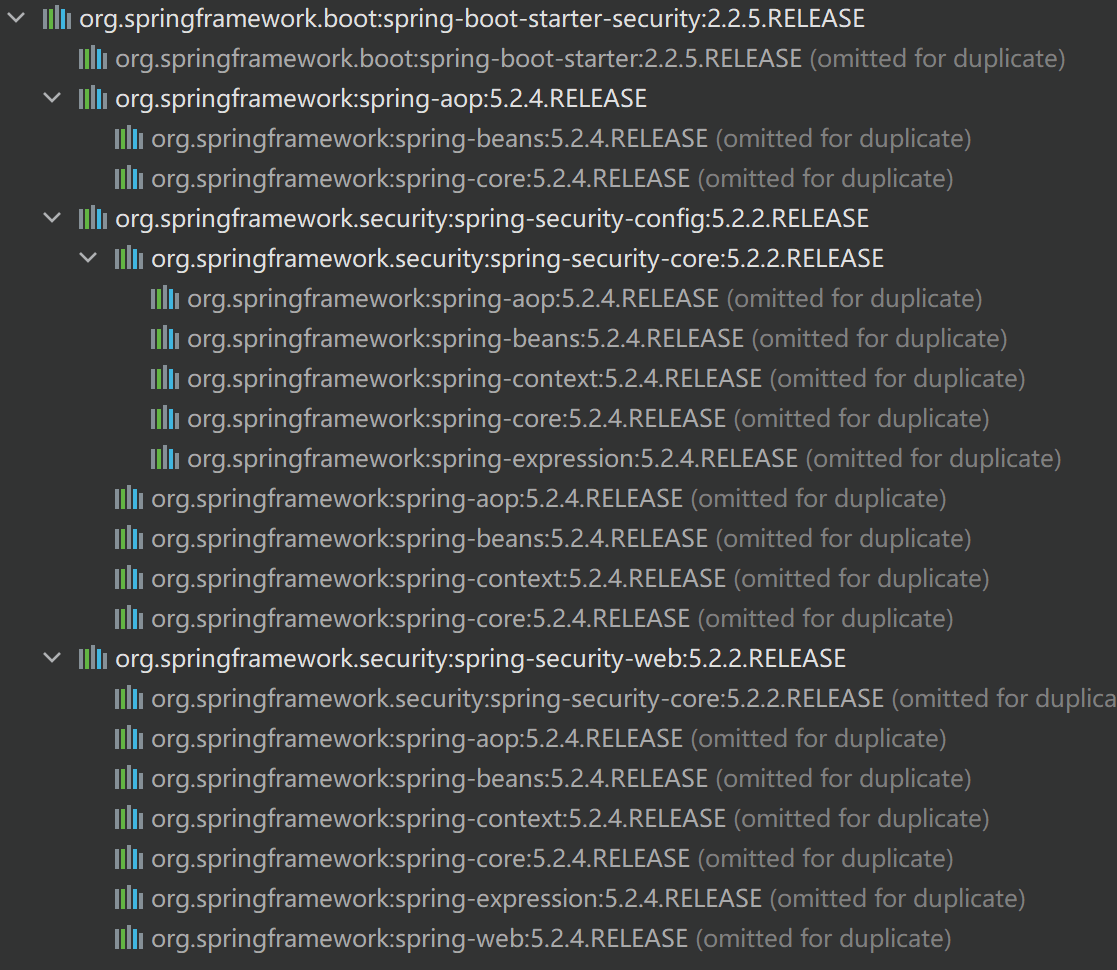 org.springframework.boot:spring-boot-starter-security:2.2.5.RELEASE
org.springframework.boot:spring-boot-starter:2.2.5.RELEASE (omitted for duplicate)
org.springframework:spring-aop:5.2.4.RELEASE
org.springframework:spring-beans:5.2.4.RELEASE (omitted for duplicate)
org.springframework:spring-core:5.2.4.RELEASE (omitted for duplicate)
org.springframework.security:spring-security-config:5.2.2.RELEASE
org.springframework.security:spring-security-core:5.2.2.RELEASE
org.springframework:spring-aop:5.2.4.RELEASE (omitted for duplicate)
org.springframework:spring-beans:5.2.4.RELEASE (omitted for duplicate)
org.springframework:spring-context:5.2.4.RELEASE (omitted for duplicate)
org.springframework:spring-core:5.2.4.RELEASE (omitted for duplicate)
org.springframework:spring-expression:5.2.4.RELEASE (omitted for duplicate)
org.springframework:spring-aop:5.2.4.RELEASE (omitted for duplicate)
org.springframework:spring-beans:5.2.4.RELEASE (omitted for duplicate)
org.springframework:spring-context:5.2.4.RELEASE (omitted for duplicate)
org.springframework:spring-core:5.2.4.RELEASE (omitted for duplicate)
org.springframework.security:spring-security-web:5.2.2.RELEASE
org.springframework.security:spring-security-core:5.2.2.RELEASE (omitted for duplica
org.springframework:spring-aop:5.2.4.RELEASE (omitted for duplicate)
org.springframework:spring-beans:5.2.4.RELEASE (omitted for duplicate)
org.springframework:spring-context:5.2.4.RELEASE (omitted for duplicate)
org.springframework:spring-core:5.2.4.RELEASE (omitted for duplicate)
org.springframework:spring-expression:5.2.4.RELEASE (omitted for duplicate)
org.springframework:spring-web:5.2.4.RELEASE (omitted for duplicate)